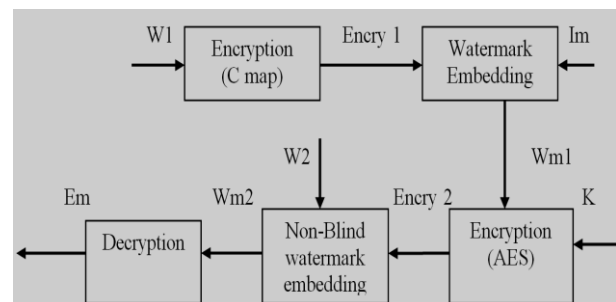 W1
Encryption
(C map)
Encry 1
Watermark
Embedding
Im
W2
Wm1
Em
Wm2
Encry 2
K
Decryption
Non-Blind
watermark
embedding
Encryption
(AES)